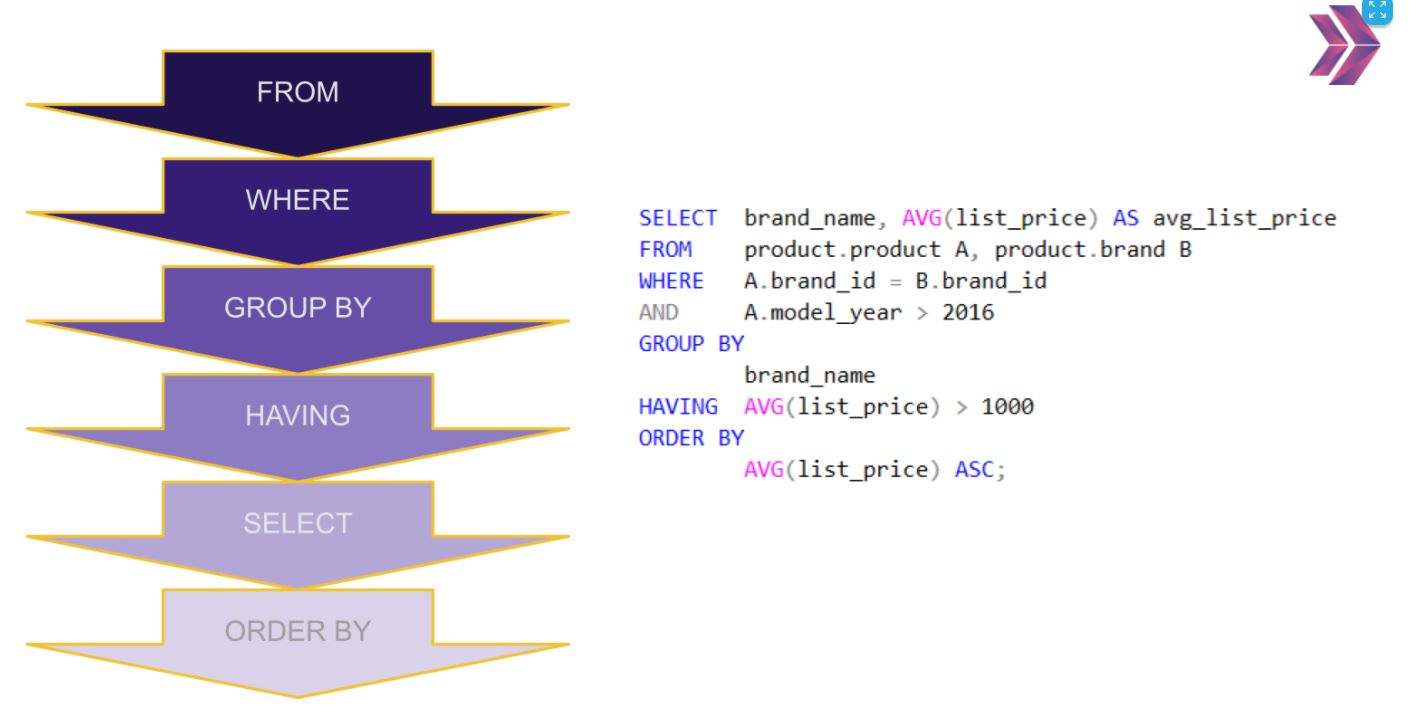 FROM
WHERE
GROUP BY
HAVING
SELECT
ORDER BY
SELECT brand_name, AVG(list_price) AS avg_list_price
FROM product.product A, product.brand B
WHERE A.brand_id = B.brand_id
AND A.model_year > 2016
GROUP BY
brand_name
HAVING AVG(list_price) > 1000
ORDER BY
AVG(list_price) ASC;